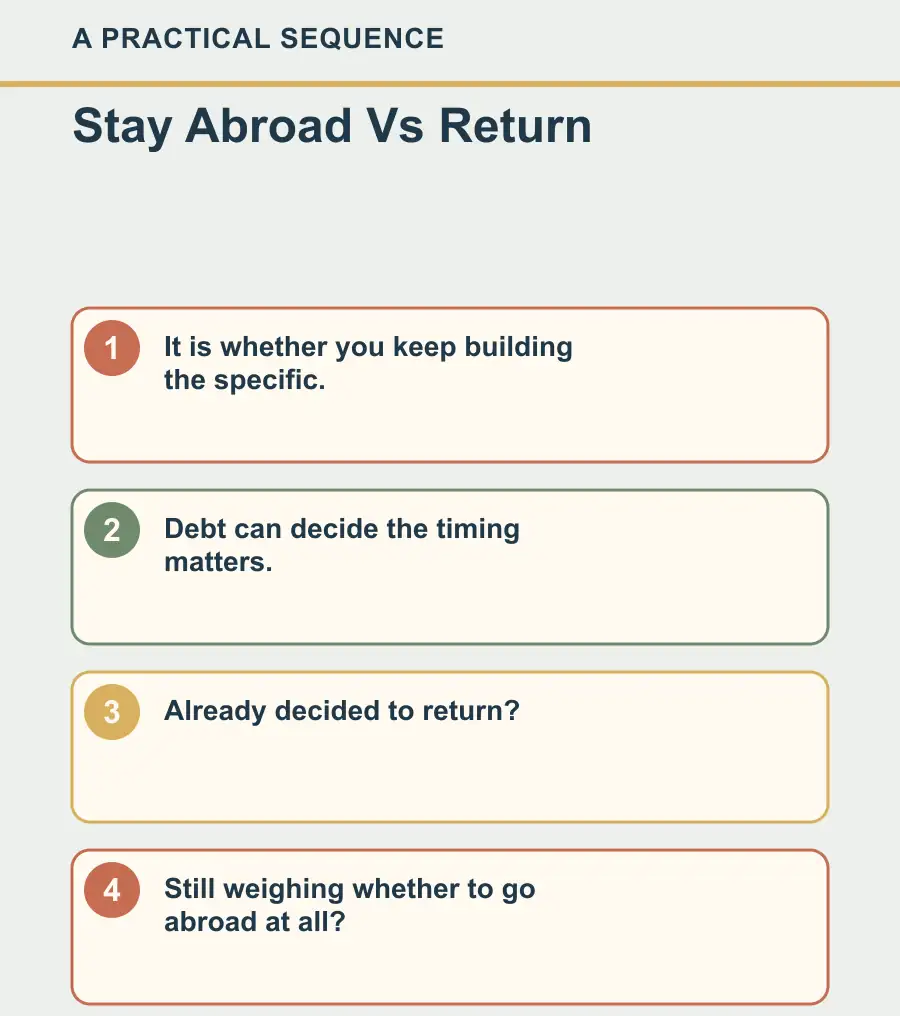 A PRACTICAL SEQUENCE
Stay Abroad Vs Return
1
It is whether you keep building
the specific.
2
Debt can decide the timing
matters.
3
Already decided to return?
4
Still weighing whether to go
abroad at all?